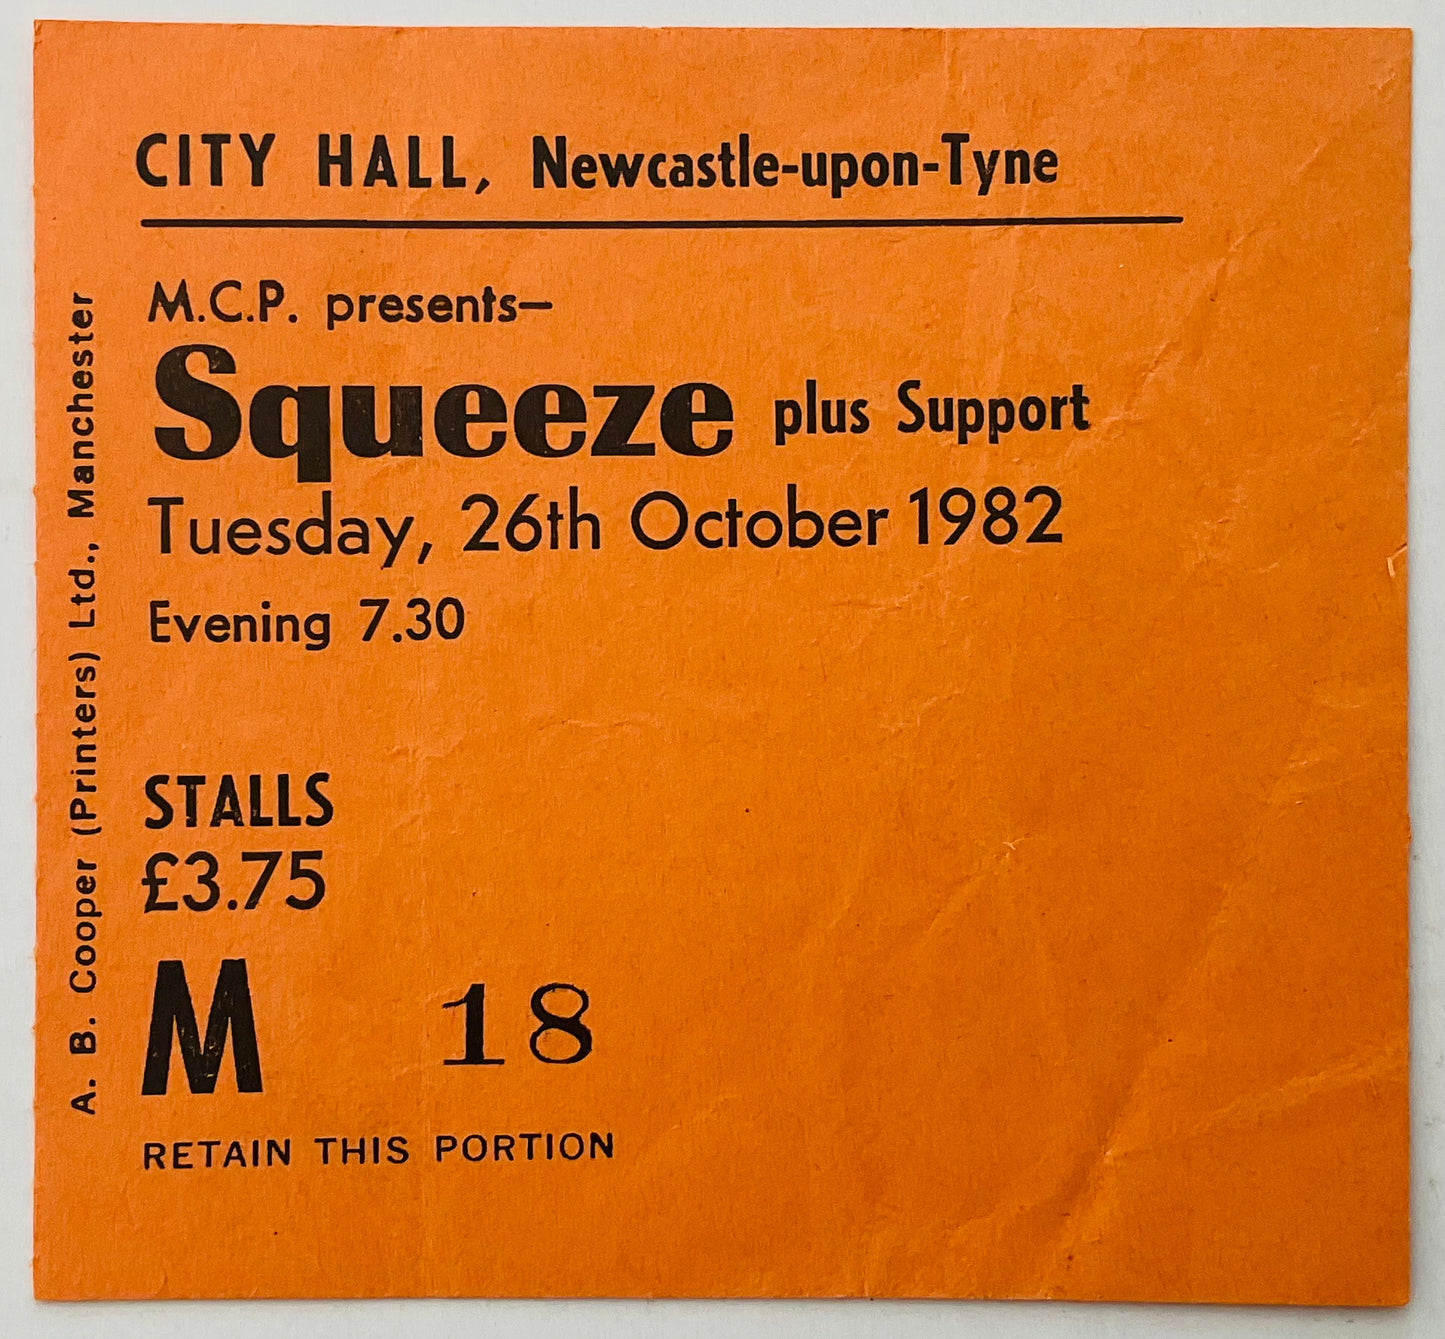 CITY HALL, Newcastle-upon-Tyne
M.C.P. presents—
Squeeze plus Support
Tuesday, 26th October 1982
Evening 7.30
STALLS
£3.75
M 18
RETAIN THIS PORTION
A. B. Cooper (Printers) Ltd., Manchester